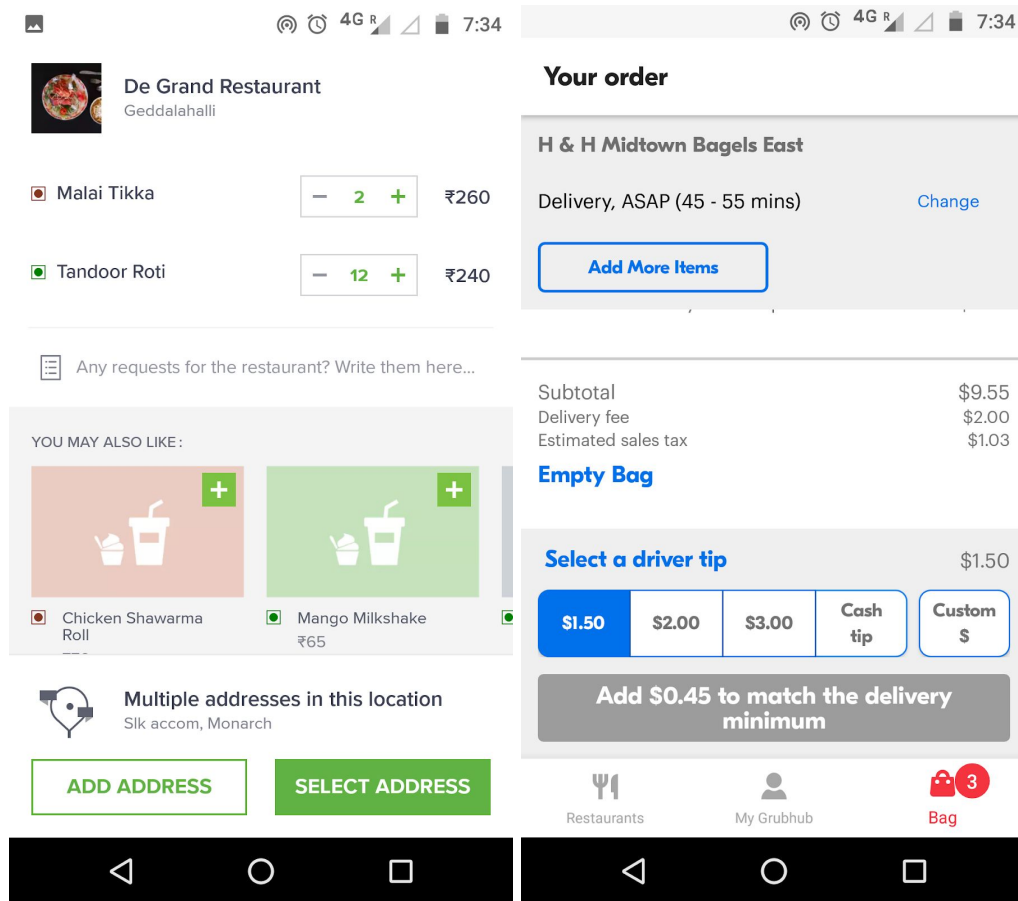 4G R 7:34
De Grand Restaurant
Geddalahalli
Malai Tikka
− 2 +
₹260
Tandoor Roti
− 12 +
₹240
Any requests for the restaurant? Write them here...
YOU MAY ALSO LIKE :
+
+
Chicken Shawarma
Roll
Mango Milkshake
₹65
Multiple addresses in this location
Slk accom, Monarch
ADD ADDRESS
SELECT ADDRESS
4G R 7:34
Your order
H & H Midtown Bagels East
Delivery, ASAP (45 - 55 mins)
Change
Add More Items
Subtotal $9.55
Delivery fee $2.00
Estimated sales tax $1.03
Empty Bag
Select a driver tip $1.50
$1.50
$2.00
$3.00
Cash
tip
Custom
$
Add $0.45 to match the delivery
minimum
3
Restaurants
My Grubhub
Bag